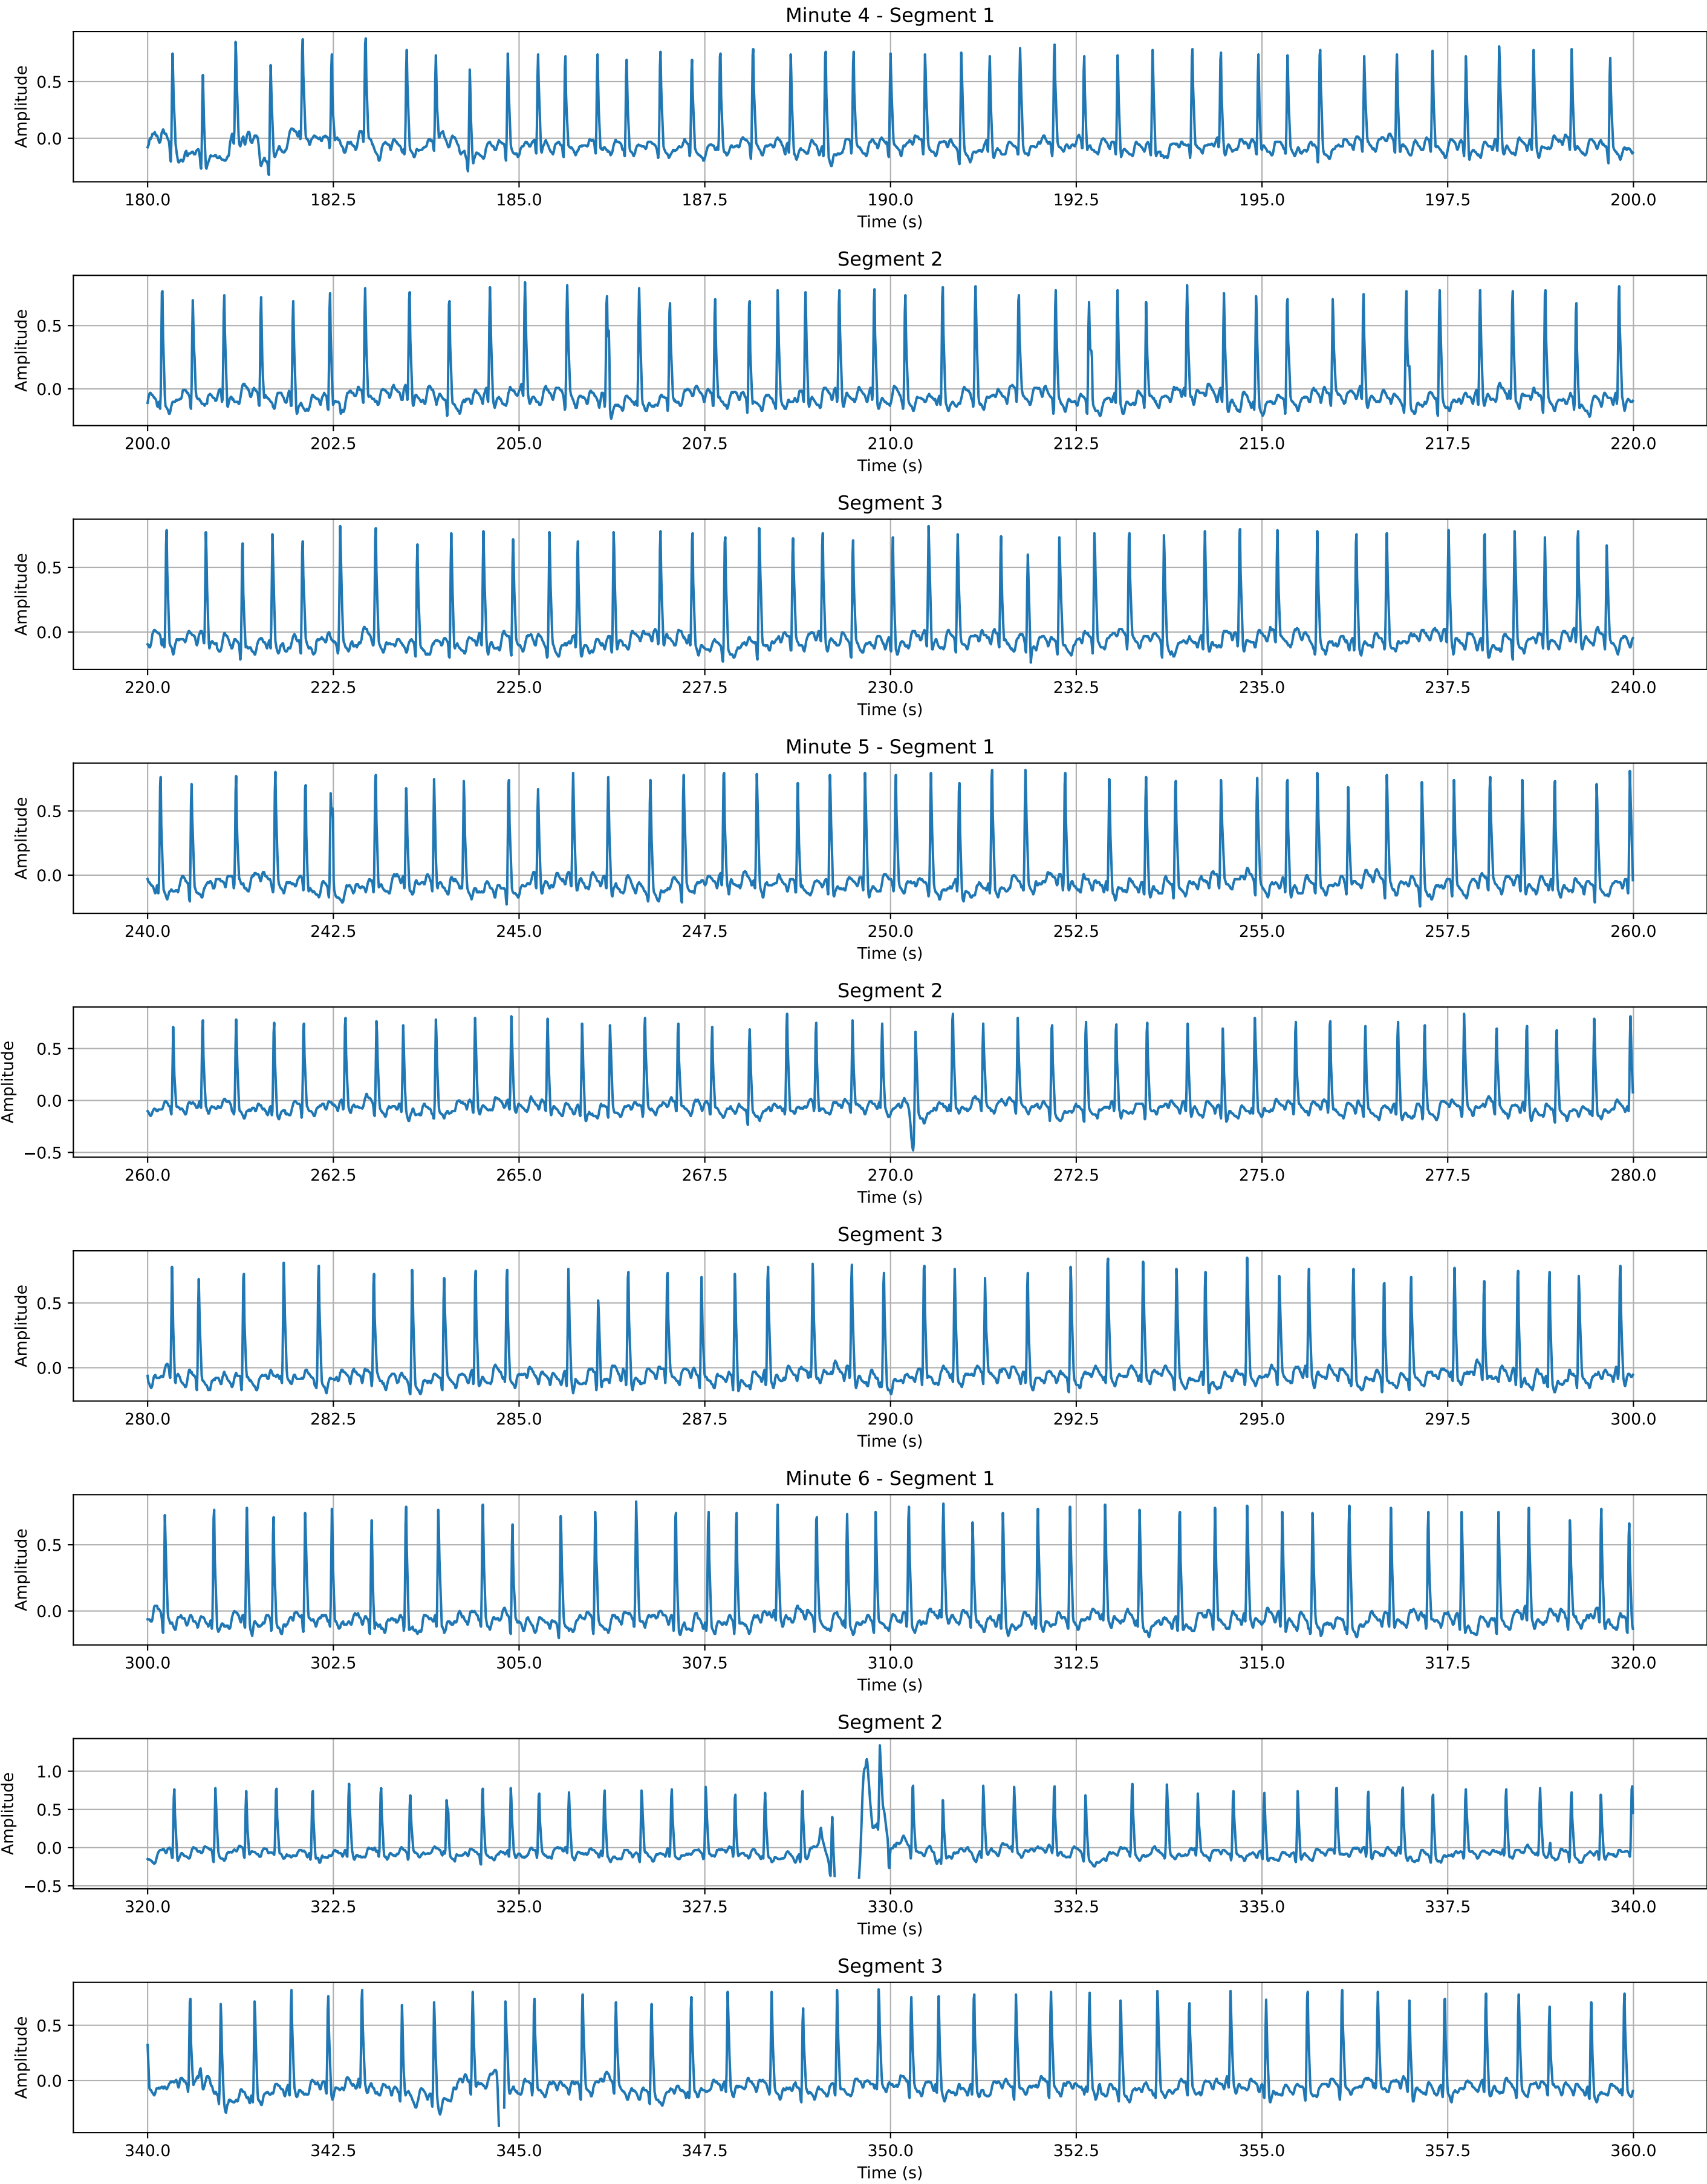 Minute 4 - Segment 1
Amplitude
0.5
0.0
180.0 182.5 185.0 187.5 190.0 192.5 195.0 197.5 200.0
Time (s)
Segment 2
Amplitude
0.5
0.0
200.0 202.5 205.0 207.5 210.0 212.5 215.0 217.5 220.0
Time (s)
Segment 3
Amplitude
0.5
0.0
220.0 222.5 225.0 227.5 230.0 232.5 235.0 237.5 240.0
Time (s)
Minute 5 - Segment 1
Amplitude
0.5
0.0
240.0 242.5 245.0 247.5 250.0 252.5 255.0 257.5 260.0
Time (s)
Segment 2
Amplitude
0.5
0.0
−0.5
260.0 262.5 265.0 267.5 270.0 272.5 275.0 277.5 280.0
Time (s)
Segment 3
Amplitude
0.5
0.0
280.0 282.5 285.0 287.5 290.0 292.5 295.0 297.5 300.0
Time (s)
Minute 6 - Segment 1
Amplitude
0.5
0.0
300.0 302.5 305.0 307.5 310.0 312.5 315.0 317.5 320.0
Time (s)
Segment 2
Amplitude
1.0
0.5
0.0
−0.5
320.0 322.5 325.0 327.5 330.0 332.5 335.0 337.5 340.0
Time (s)
Segment 3
Amplitude
0.5
0.0
340.0 342.5 345.0 347.5 350.0 352.5 355.0 357.5 360.0
Time (s)